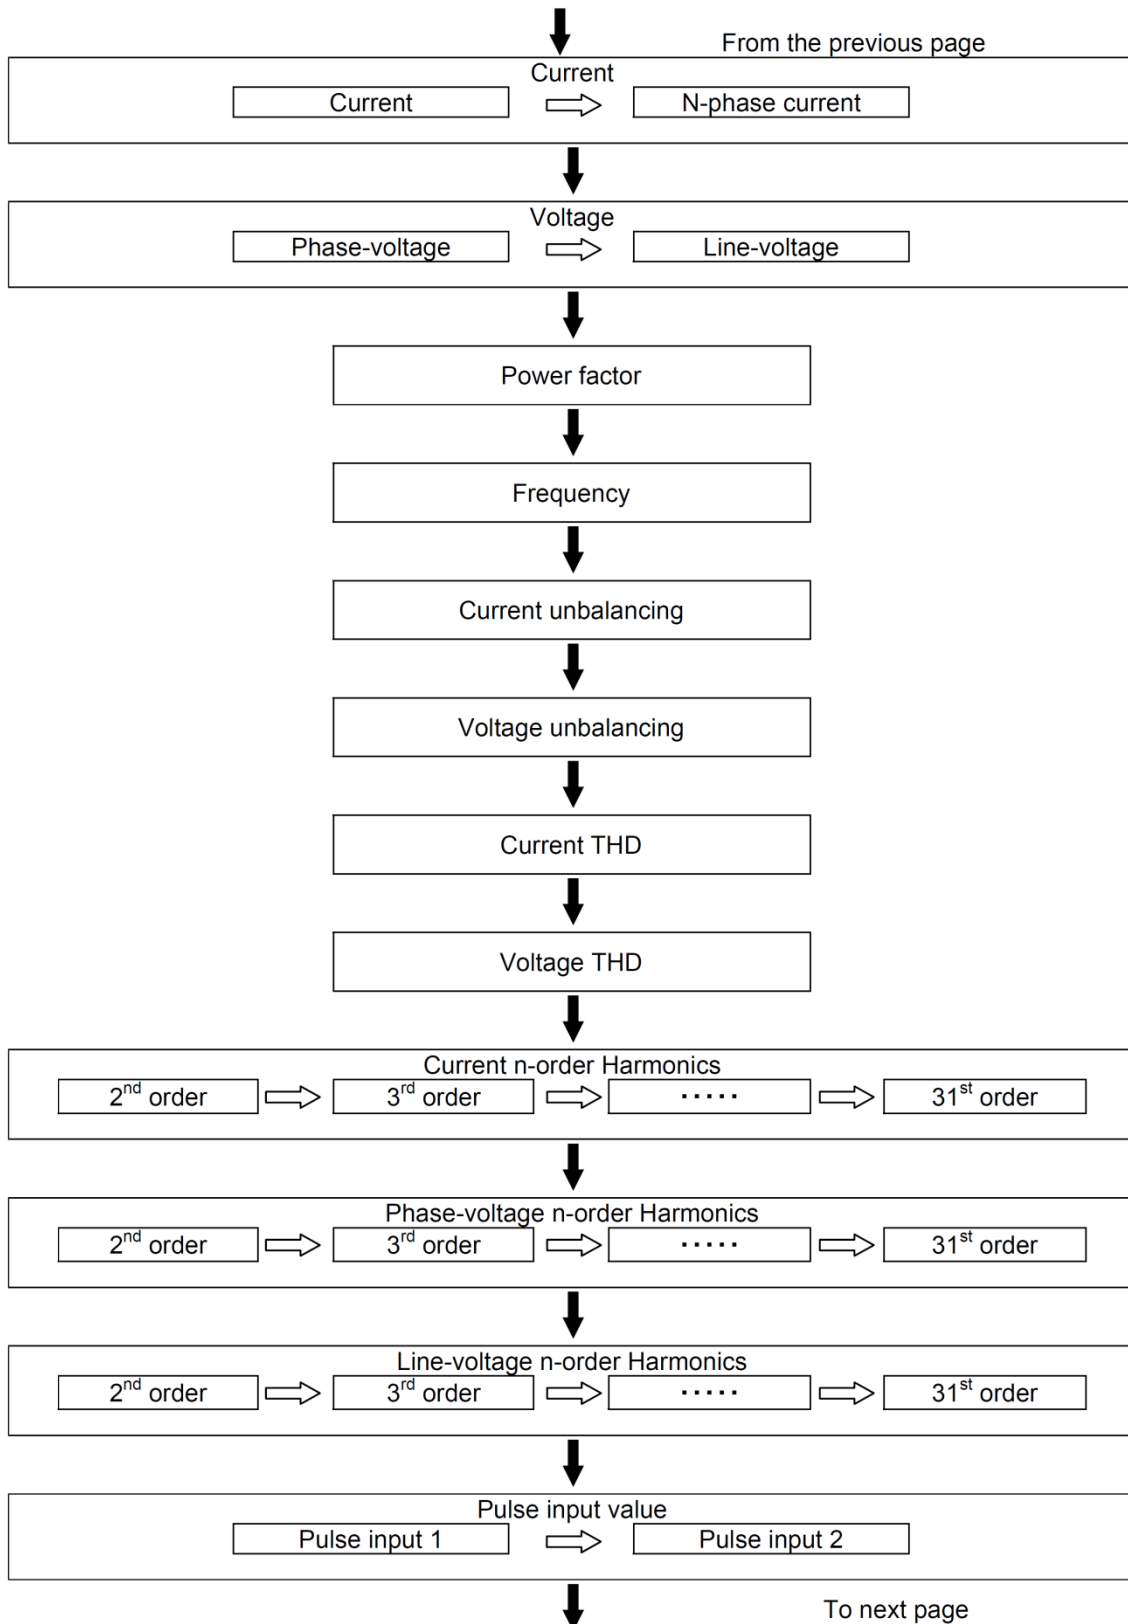 From the previous page
Current
Current N-phase current
Voltage
Phase-voltage Line-voltage
Power factor
Frequency
Current unbalancing
Voltage unbalancing
Current THD
Voltage THD
Current n-order Harmonics
2nd order 3rd order ····· 31st order
Phase-voltage n-order Harmonics
2nd order 3rd order ····· 31st order
Line-voltage n-order Harmonics
2nd order 3rd order ····· 31st order
Pulse input value
Pulse input 1 Pulse input 2
To next page